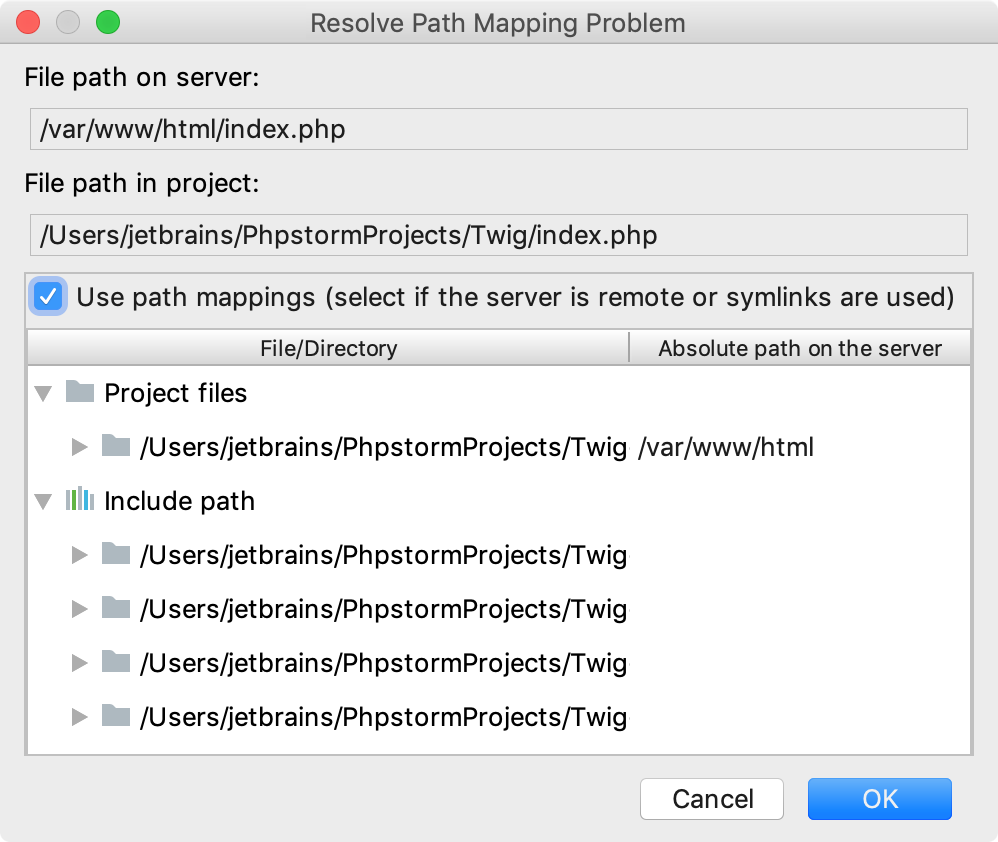 Resolve Path Mapping Problem
File path on server:
/var/www/html/index.php
File path in project:
/Users/jetbrains/PhpstormProjects/Twig/index.php
Use path mappings (select if the server is remote or symlinks are used)
File/Directory Absolute path on the server
Project files
/Users/jetbrains/PhpstormProjects/Twig /var/www/html
Include path
/Users/jetbrains/PhpstormProjects/Twig
/Users/jetbrains/PhpstormProjects/Twig
/Users/jetbrains/PhpstormProjects/Twig
/Users/jetbrains/PhpstormProjects/Twig
Cancel OK